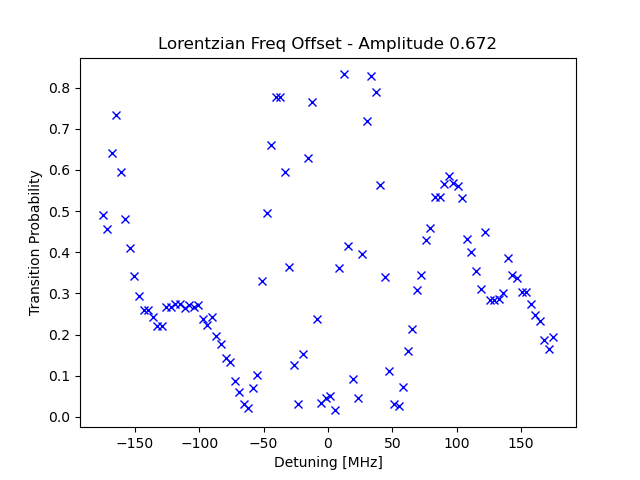 Lorentzian Freq Offset - Amplitude 0.672
Transition Probability
0.8
0.7
0.6
0.5
0.4
0.3
0.2
0.1
0.0
−150 −100 −50 0 50 100 150
Detuning [MHz]